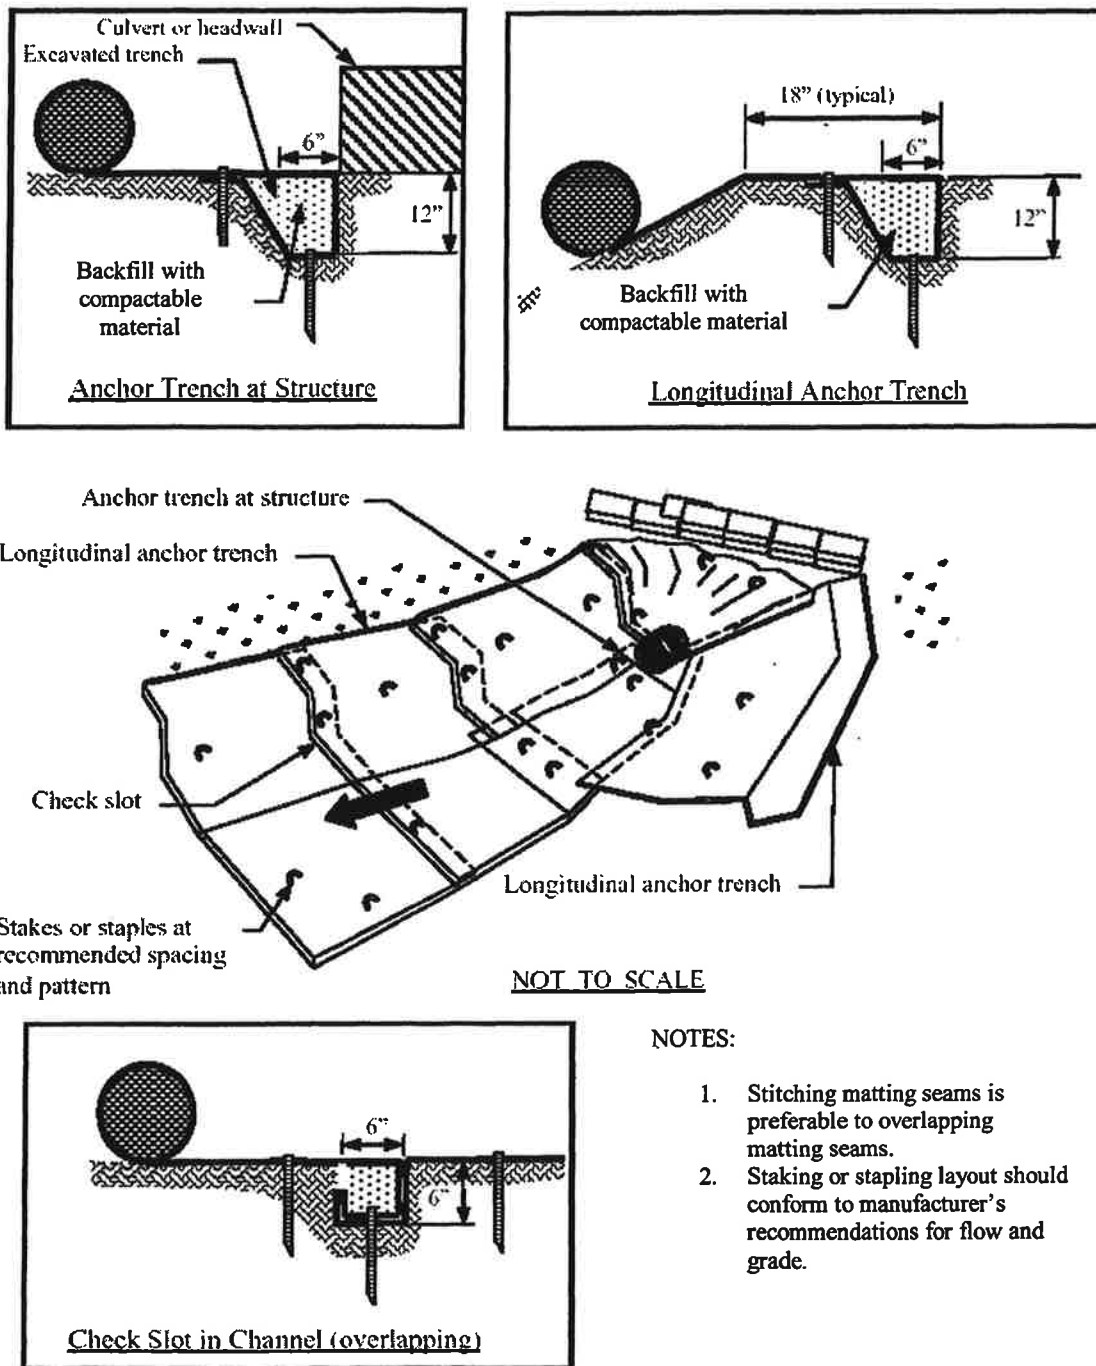 Culvert or headwall
Excavated trench
6”
12”
Backfill with
compactable
material
Anchor Trench at Structure
18” (typical)
6”
12”
Backfill with
compactable material
Longitudinal Anchor Trench
Anchor trench at structure
Longitudinal anchor trench
Check slot
Longitudinal anchor trench
Stakes or staples at
recommended spacing
and pattern
NOT TO SCALE
6”
6”
Check Slot in Channel (overlapping)
NOTES:
1. Stitching matting seams is
preferable to overlapping
matting seams.
2. Staking or stapling layout should
conform to manufacturer’s
recommendations for flow and
grade.